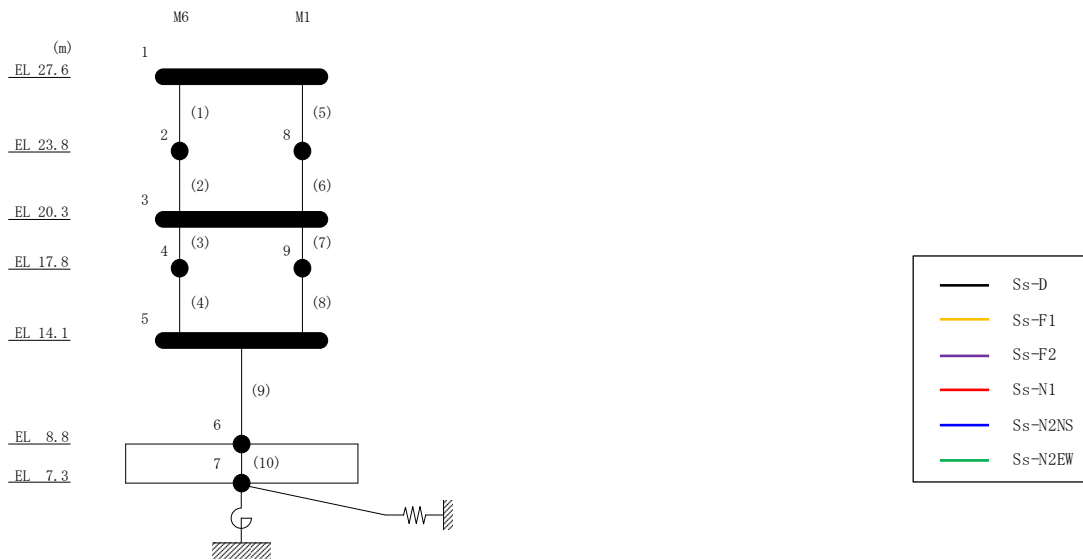 M6 M1
(m)
1
EL 27.6
(1) (5)
2 8
EL 23.8
(2) (6)
3
EL 20.3
(3) (7)
4 9
EL 17.8
(4) (8)
5
EL 14.1
(9)
6
EL 8.8
7 (10)
EL 7.3
Ss-D
Ss-F1
Ss-F2
Ss-N1
Ss-N2NS
Ss-N2EW